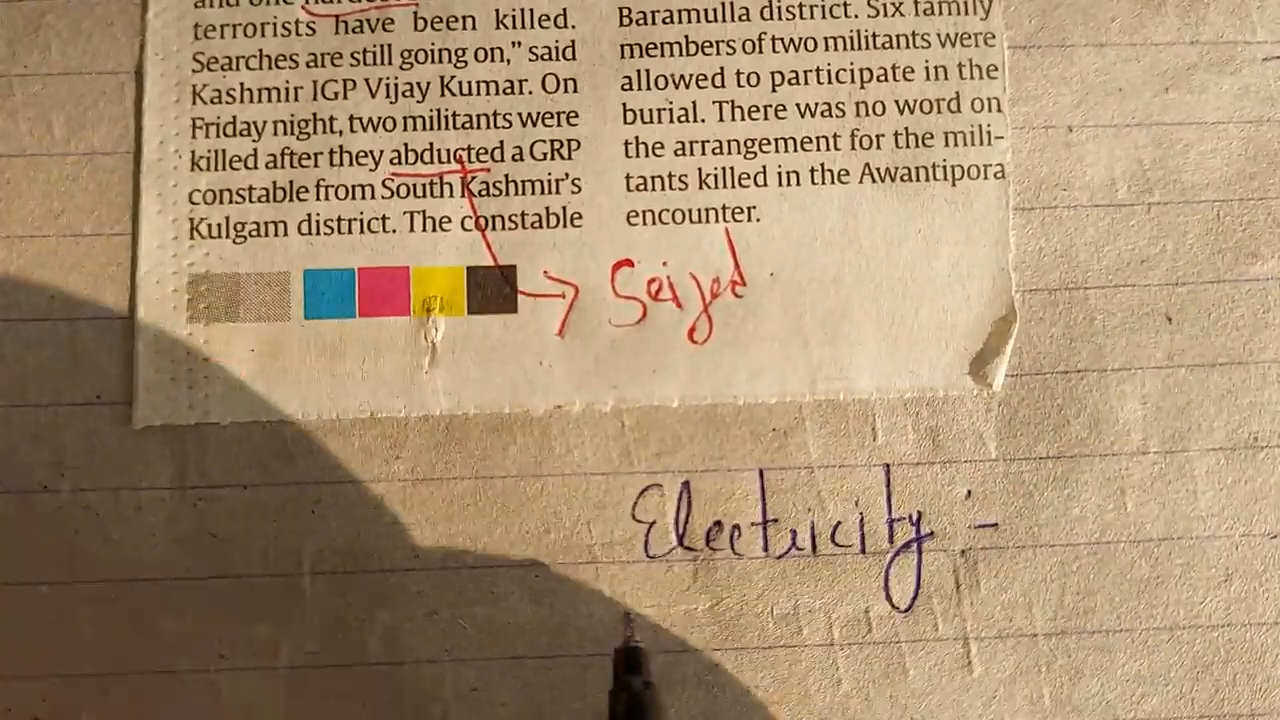 terrorists have been killed.
Searches are still going on,” said
Kashmir IGP Vijay Kumar. On
Friday night, two militants were
killed after they abducted a GRP
constable from South Kashmir’s
Kulgam district. The constable
Baramulla district. Six family
members of two militants were
allowed to participate in the
burial. There was no word on
the arrangement for the mili-
tants killed in the Awantipora
encounter.
Seized
Electricity :-